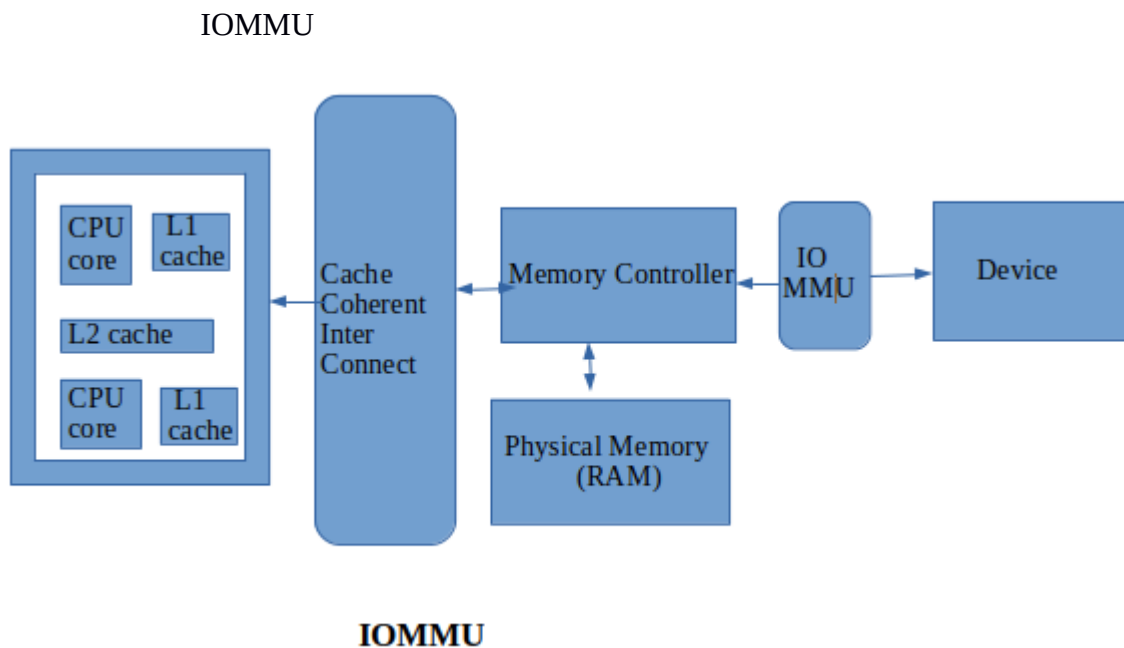 IOMMU
CPU
core
L1
cache
L2 cache
CPU
core
L1
cache
Cache
Coherent
Inter
Connect
Memory Controller
Physical Memory
(RAM)
IO
MMU
Device
IOMMU